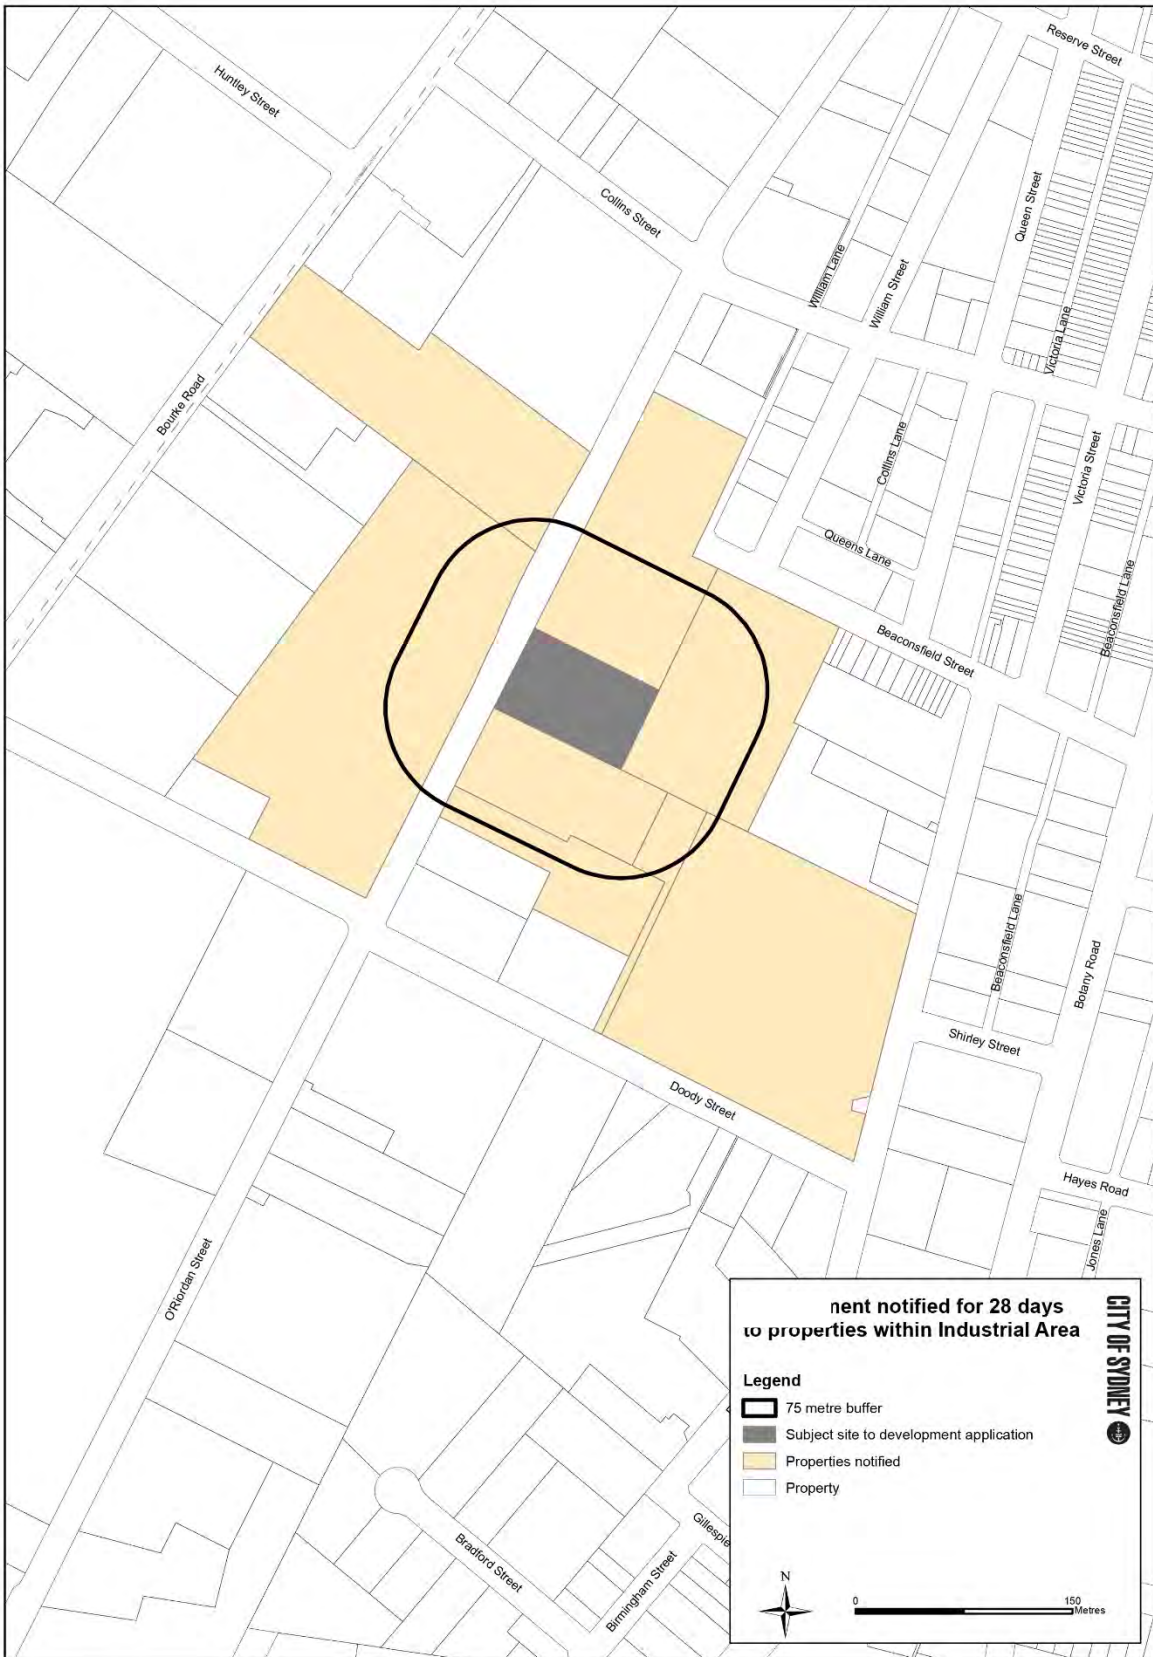 Reserve Street
Huntley Street
Collins Street
Queen Street
William Lane
William Street
Victoria Lane
Bourke Road
Collins Lane
Victoria Street
Queens Lane
Beaconsfield Lane
Beaconsfield Street
Beaconsfield Lane
Botany Road
Shirley Street
Doody Street
Hayes Road
Jones Lane
O'Riordan Street
notified for 28 days
to properties within Industrial Area
CITY OF SYDNEY
Legend
75 metre buffer
Subject site to development application
Properties notified
Property
Gillespie
Bradford Street
Birmingham Street
N
0 150
Metres